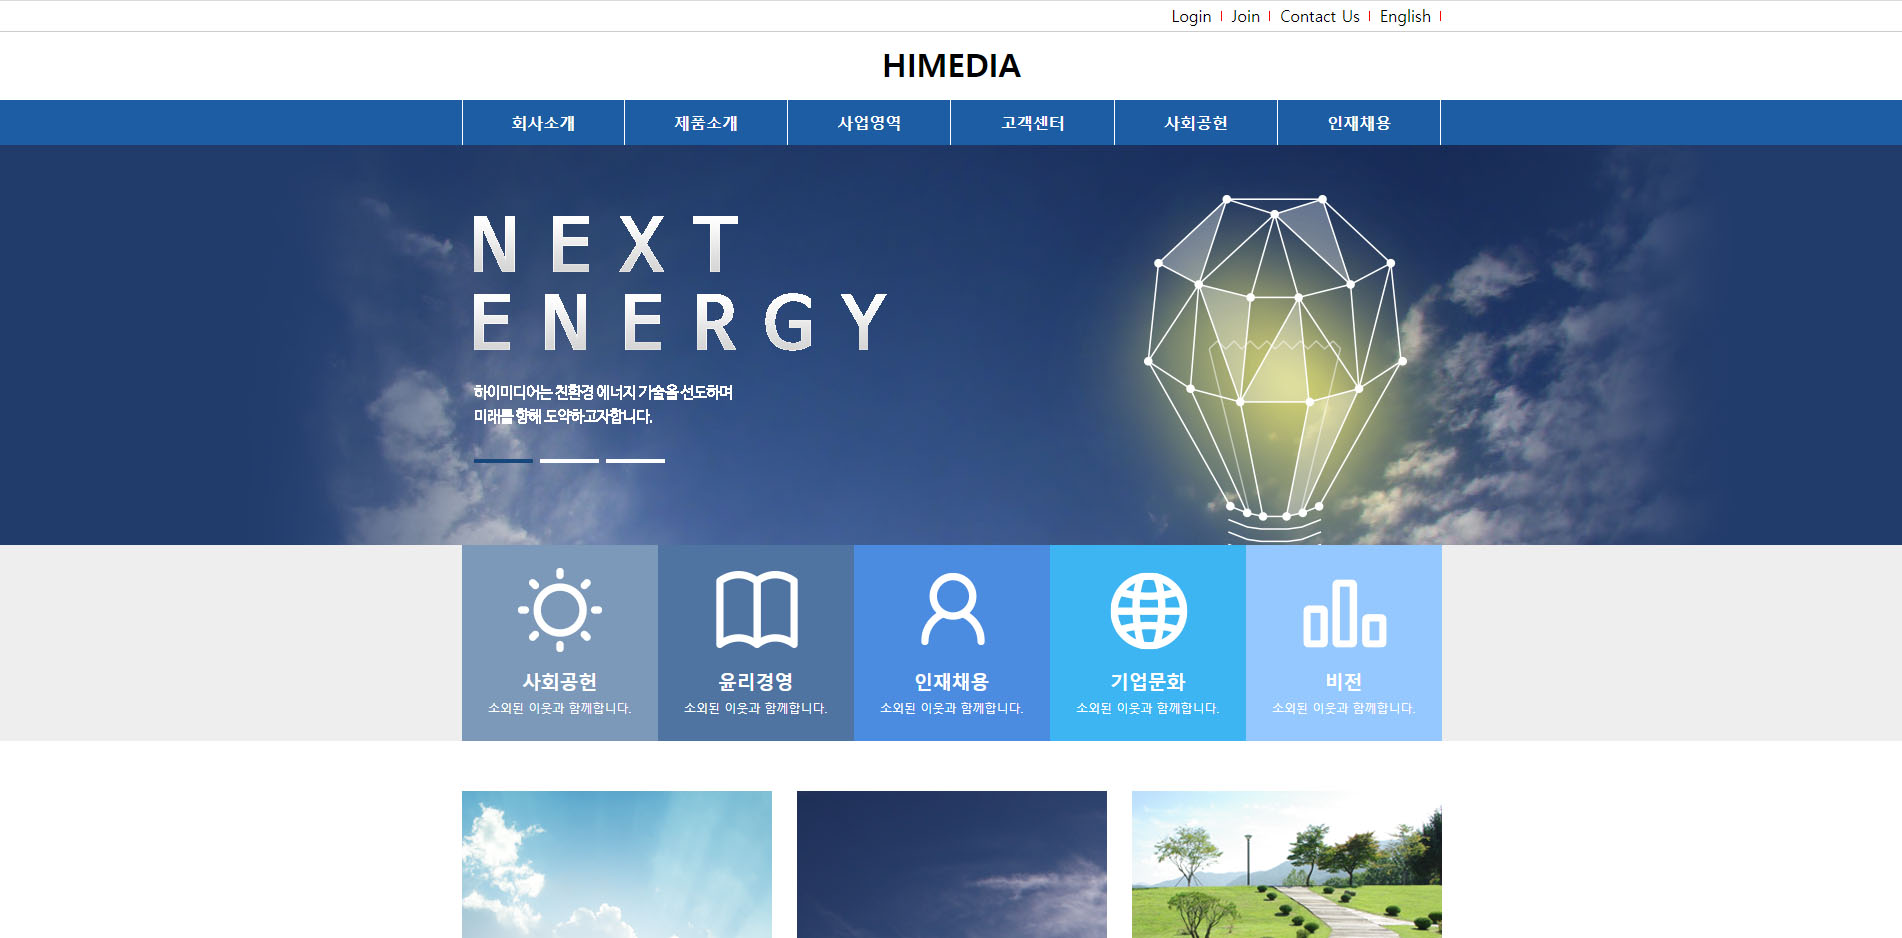 Login Join Contact Us English
HIMEDIA
회사소개 제품소개 사업영역 고객센터 사회공헌 인재채용
NEXT
ENERGY
하이미디어는 친환경 에너지 기술을 선도하며
미래를 향해 도약하고자합니다.
사회공헌 윤리경영 인재채용 기업문화 비전
소외된 이웃과 함께합니다. 소외된 이웃과 함께합니다. 소외된 이웃과 함께합니다. 소외된 이웃과 함께합니다. 소외된 이웃과 함께합니다.